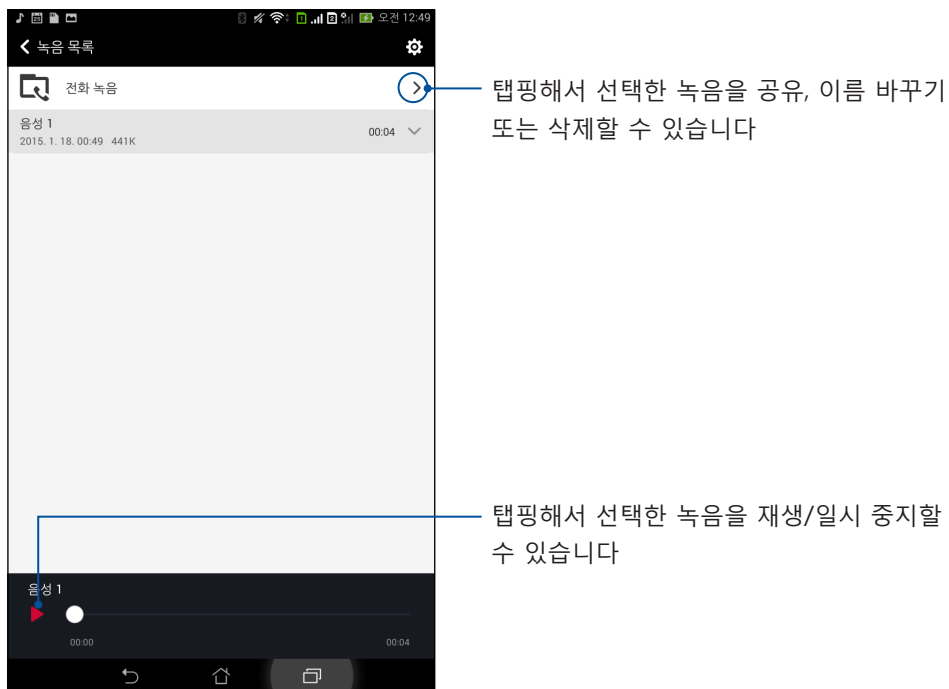 오전 12:49
녹음 목록
전화 녹음
탭핑해서 선택한 녹음을 공유, 이름 바꾸기
또는 삭제할 수 있습니다
음성 1
00:04
2015. 1. 18. 00:49 441K
탭핑해서 선택한 녹음을 재생/일시 중지할
수 있습니다
음성 1
00:00
00:04